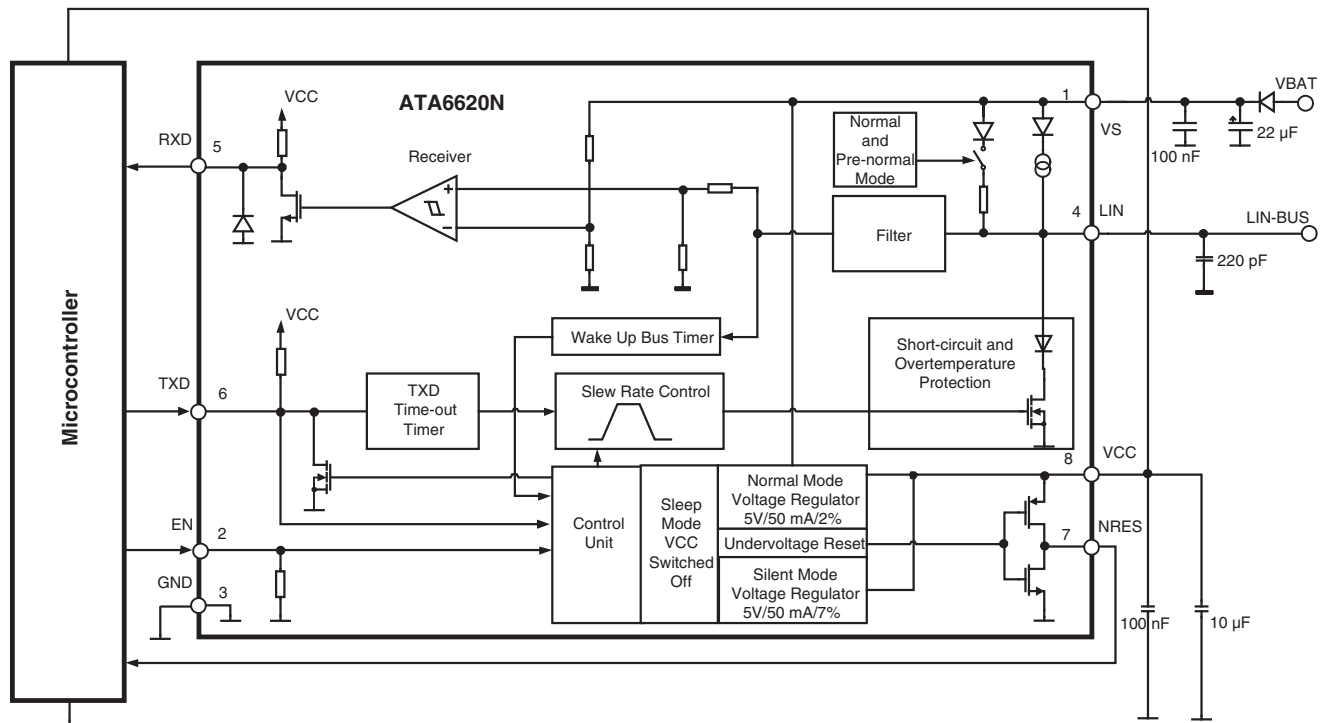 VBAT
VCC
ATA6620N
1
VS
22 µF
100 nF
RXD
5
Receiver
Normal
and
Pre-normal
Mode
+
−
4
LIN
LIN-BUS
Filter
220 pF
Microcontroller
VCC
Wake Up Bus Timer
Short-circuit and
Overtemperature
Protection
TXD
6
TXD
Time-out
Timer
Slew Rate Control
8
VCC
Normal Mode
Voltage Regulator
5V/50 mA/2%
Control
Unit
Sleep
Mode
VCC
Switched
Off
EN
2
Undervoltage Reset
7
NRES
GND
3
Silent Mode
Voltage Regulator
5V/50 mA/7%
100 nF
10 µF